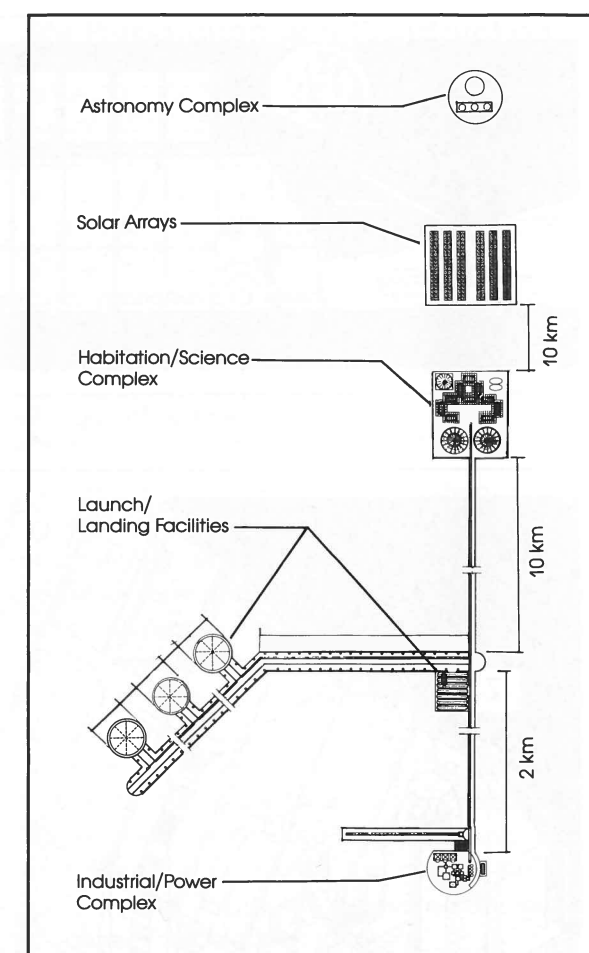 Astronomy Complex
Solar Arrays
10 km
Habitation/Science
Complex
Launch/
Landing Facilities
10 km
2 km
Industrial/Power
Complex